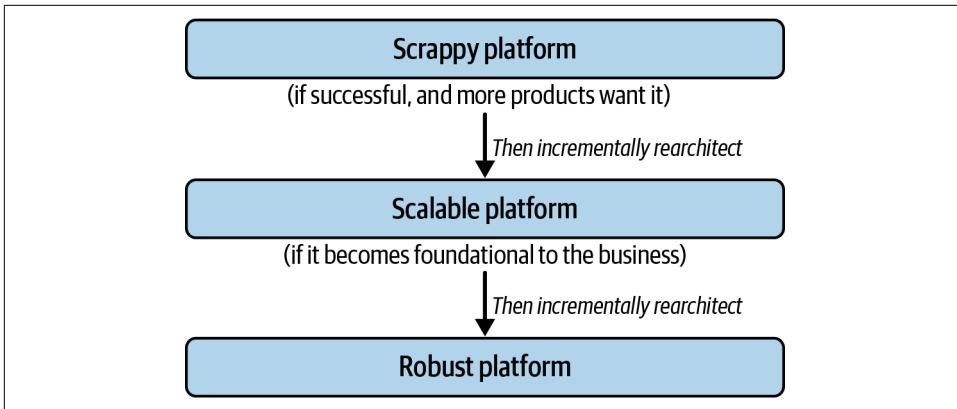 Scrappy platform
(if successful, and more products want it)
Then incrementally rearchitect
Scalable platform
(if it becomes foundational to the business)
Then incrementally rearchitect
Robust platform